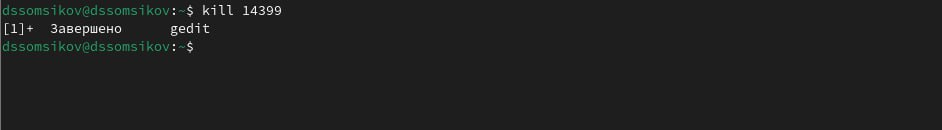 dssomsikov@dssomsikov:~$ kill 14399
[1]+  Завершено      gedit
dssomsikov@dssomsikov:~$